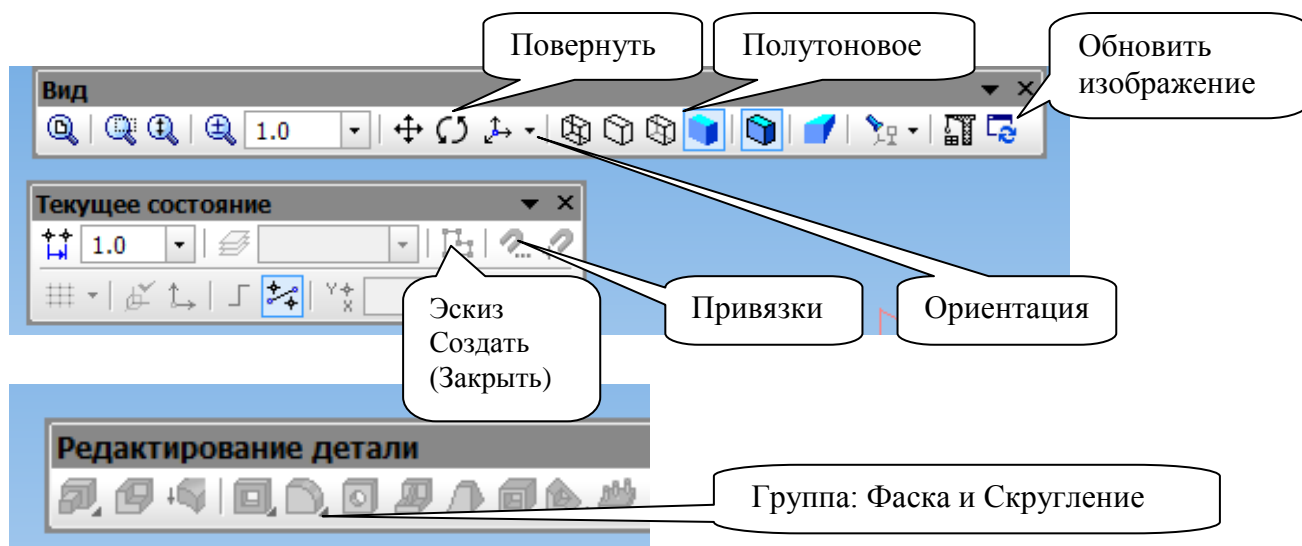 Повернуть
Полутоновое
Обновить
изображение
Вид
1.0
Текущее состояние
1.0
Y
X
Эскиз
Создать
(Закрыть)
Привязки
Ориентация
Редактирование детали
Группа: Фаска и Скругление